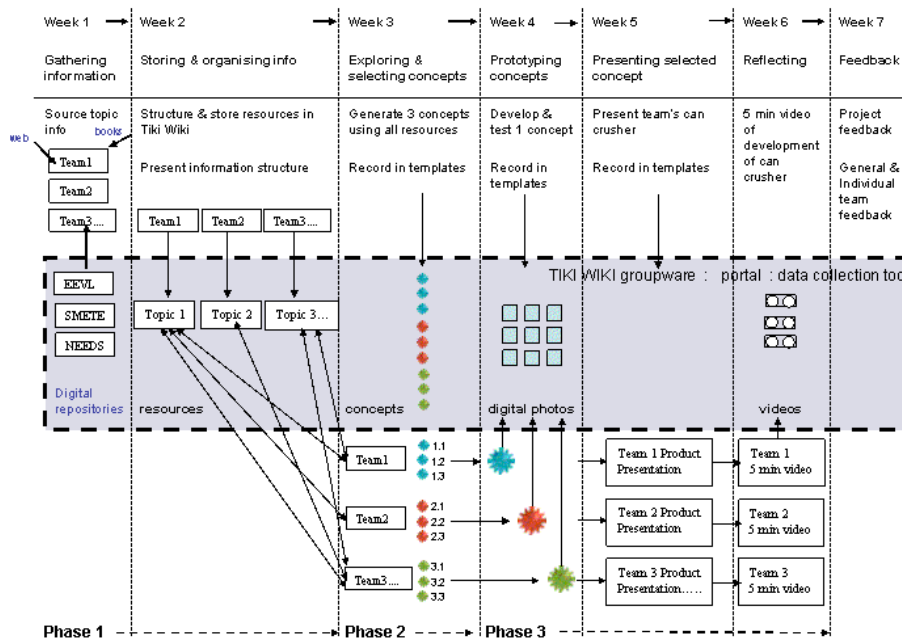 Week 1
Week 2
Week 3
Week 4
Week 5
Week 6
Week 7
Gathering
information
Storing & organising info
Exploring &
selecting concepts
Prototyping
concepts
Presenting selected
concept
Reflecting
Feedback
Source topic
info
web
books
Team1
Team2
Team3....
Structure & store resources in
Tiki Wiki
Present information structure
Generate 3 concepts
using all resources
Record in templates
Develop &
test 1 concept
Record in
templates
Present team's can
crusher
Record in templates
5 min video
of
development
of can
crusher
Project
feedback
General &
Individual
team
feedback
Team1
Team2
Team3....
TIKI WIKI groupware : portal : data collection too
EEVL
SMETE
NEEDS
Topic 1
Topic 2
Topic 3...
Digital
repositories
resources
concepts
digital photos
videos
Team1
1.1
1.2
1.3
Team 1 Product
Presentation
Team 1
5 min video
Team2
2.1
2.2
2.3
Team 2 Product
Presentation
Team 2
5 min video
Team3....
3.1
3.2
3.3
Team 3 Product
Presentation.....
Team 3
5 min video
Phase 1
Phase 2
Phase 3